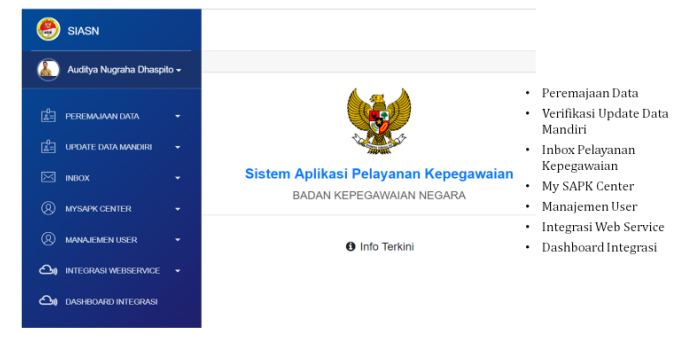 SIASN
Auditya Nugraha Dhaspito
PEREMAJAAN DATA
UPDATE DATA MANDIRI
INBOX
MYSAPK CENTER
MANAJEMEN USER
INTEGRASI WEBSERVICE
DASHBOARD INTEGRASI
Sistem Aplikasi Pelayanan Kepegawaian
BADAN KEPEGAWAIAN NEGARA
Info Terkini
• Peremajaan Data
• Verifikasi Update Data
Mandiri
• Inbox Pelayanan
Kepegawaian
• My SAPK Center
• Manajemen User
• Integrasi Web Service
• Dashboard Integrasi